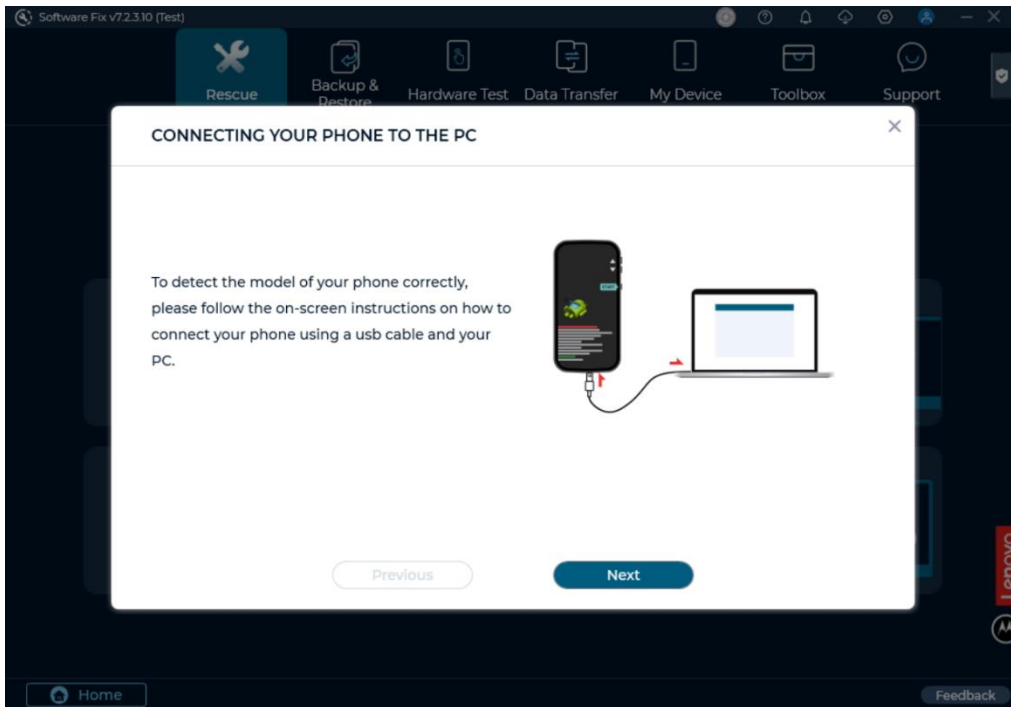 Software Fix v7.2.3.10 (Test)
Rescue
Backup &
Restore
Hardware Test
Data Transfer
My Device
Toolbox
Support
CONNECTING YOUR PHONE TO THE PC
To detect the model of your phone correctly,
please follow the on-screen instructions on how to
connect your phone using a usb cable and your
PC.
START
Previous
Next
Lenovo
Home
Feedback